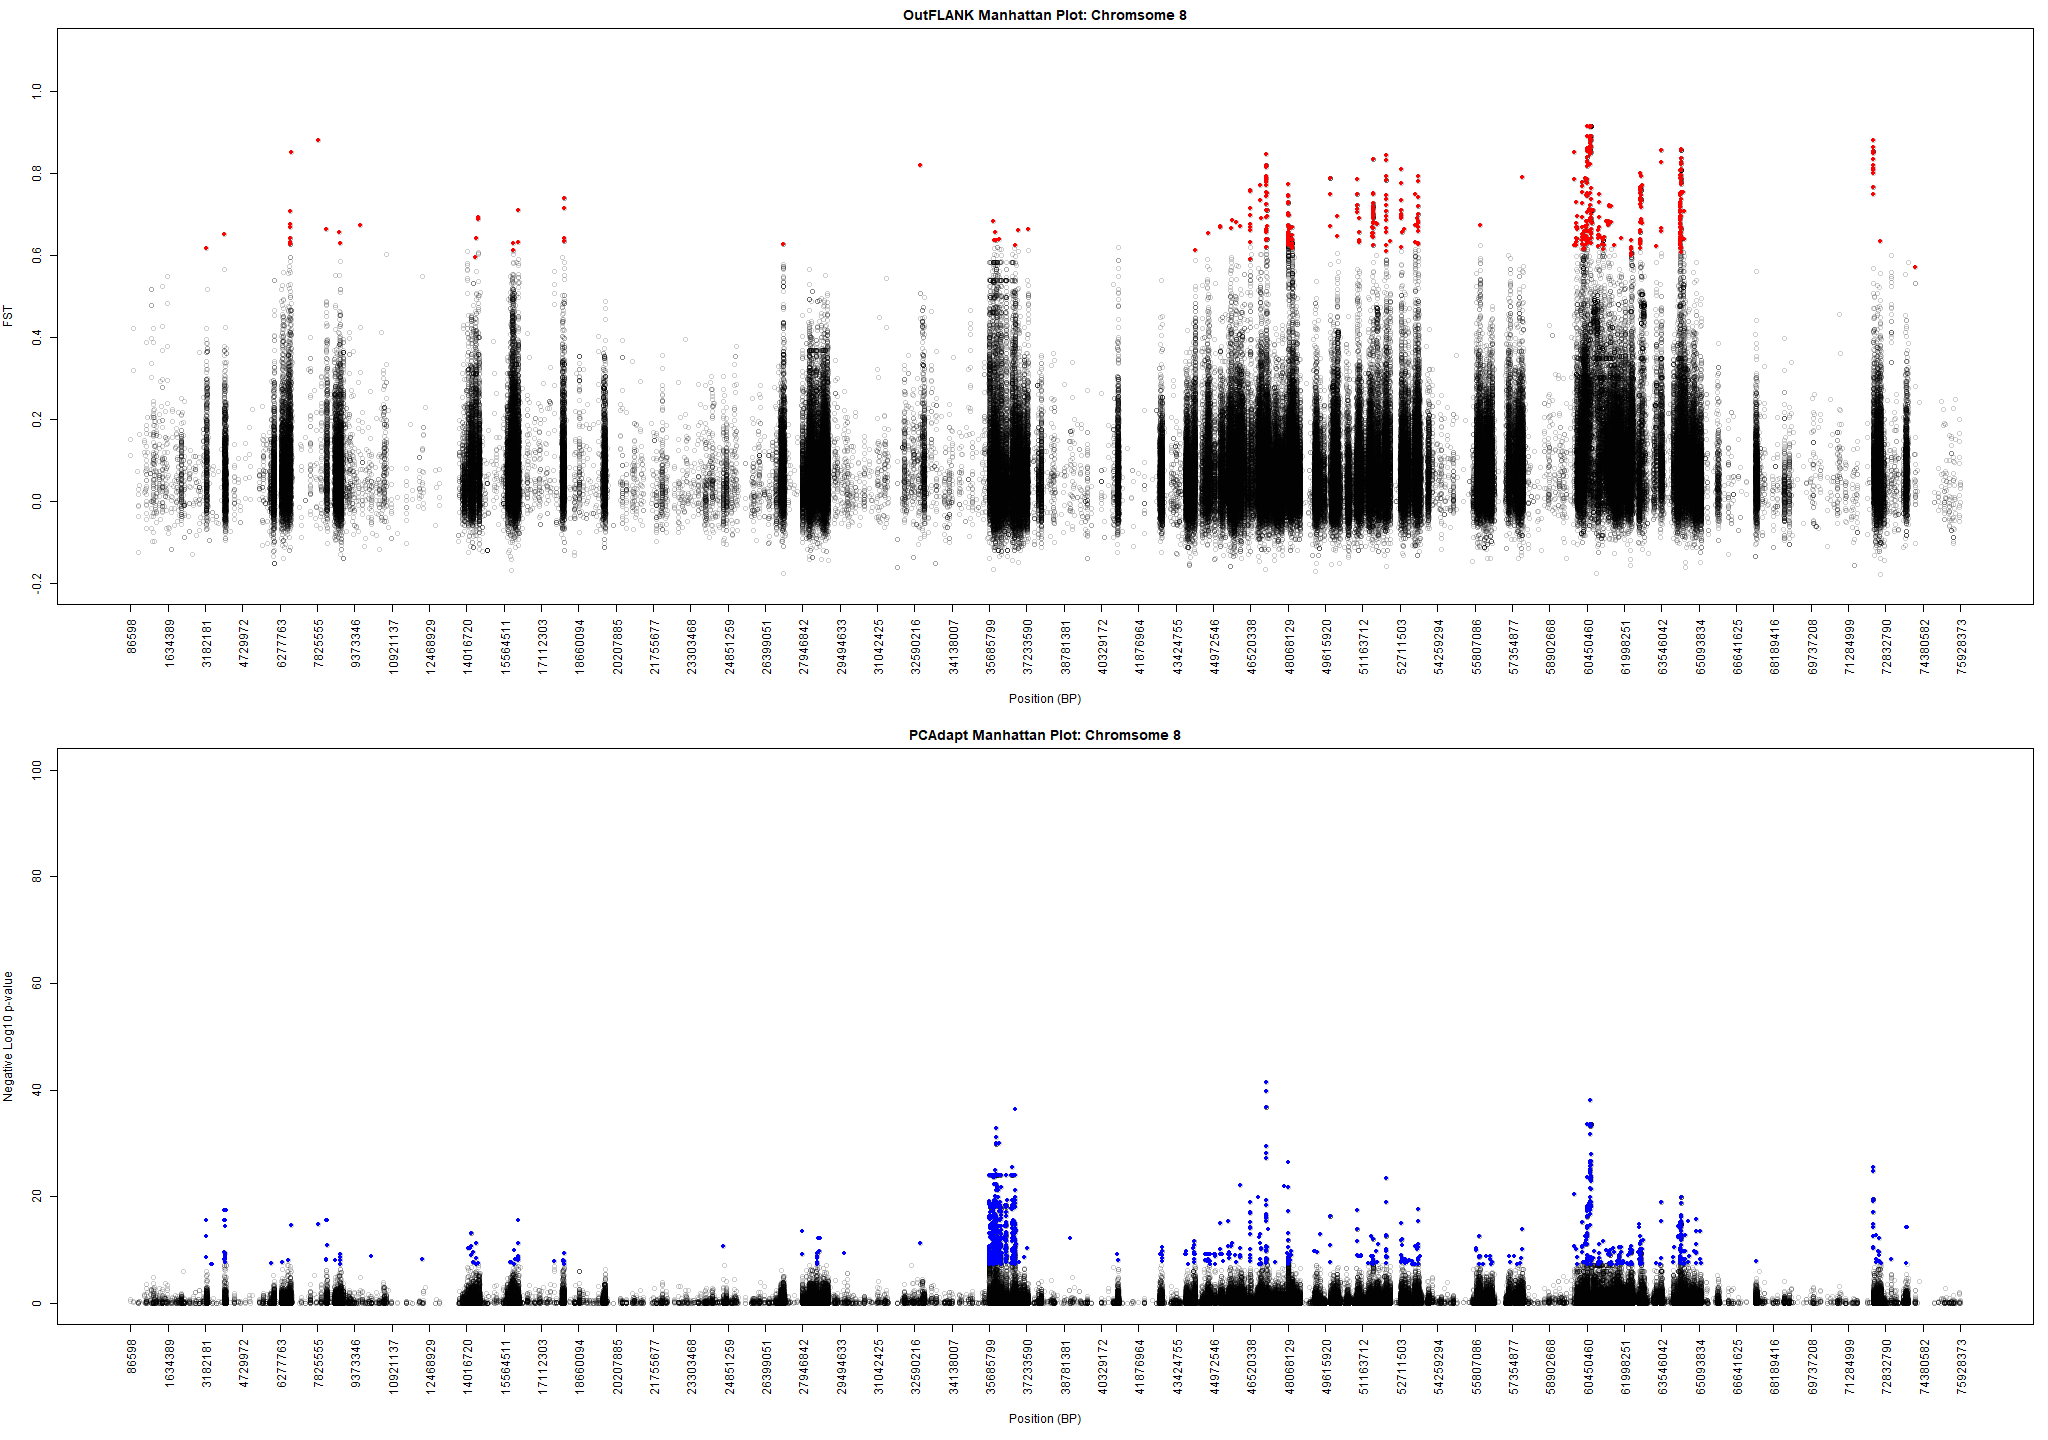 OutFLANK Manhattan Plot: Chromsome 8
FST
1.0
0.8
0.6
0.4
0.2
0.0
-0.2
86598 1634389 3182181 4729972 6277763 7825555 9373346 10921137 12468929 14016720 15564511 17112303 18660094 20207885 21755677 23303468 24851259 26399051 27946842 29494633 31042425 32590216 34138007 35685799 37233590 38781381 40329172 41876964 43424755 44972546 46520338 48068129 49615920 51163712 52711503 54259294 55807086 57354877 58902668 60450460 61998251 63546042 65093834 66641625 68189416 69737208 71284999 72832790 74380582 75928373
Position (BP)
PCAdapt Manhattan Plot: Chromsome 8
Negative Log10 p-value
100
80
60
40
20
0
86598 1634389 3182181 4729972 6277763 7825555 9373346 10921137 12468929 14016720 15564511 17112303 18660094 20207885 21755677 23303468 24851259 26399051 27946842 29494633 31042425 32590216 34138007 35685799 37233590 38781381 40329172 41876964 43424755 44972546 46520338 48068129 49615920 51163712 52711503 54259294 55807086 57354877 58902668 60450460 61998251 63546042 65093834 66641625 68189416 69737208 71284999 72832790 74380582 75928373
Position (BP)